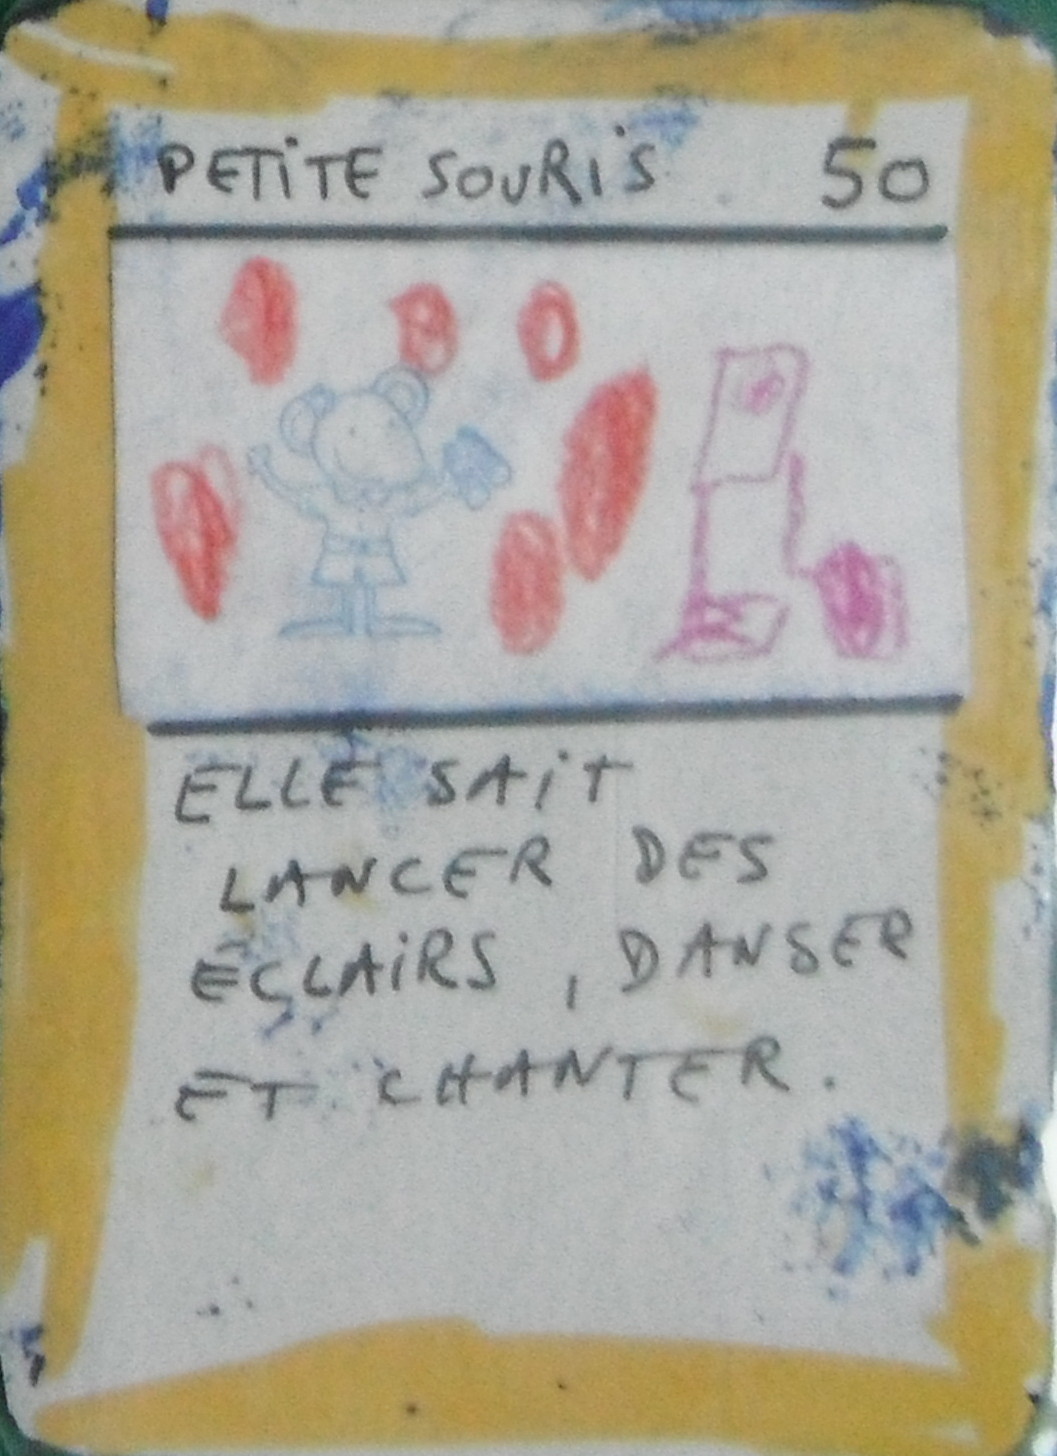 PETiTE SOURiS 50
ELLE SAiT
LANCER DES
ECLAiRS , DANSER
ET CHANTER.